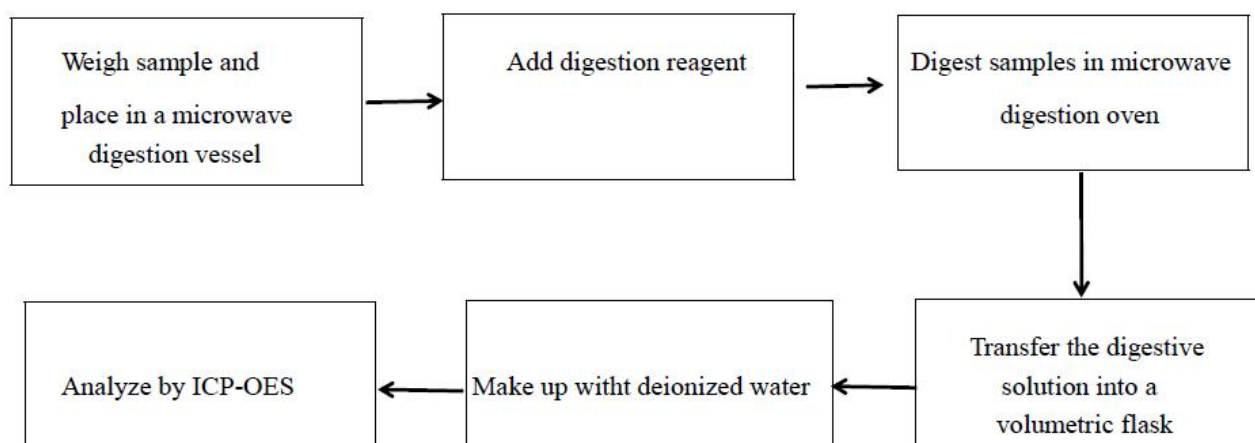 Weigh sample and
place in a microwave
digestion vessel
Add digestion reagent
Digest samples in microwave
digestion oven
Transfer the digestive
solution into a
volumetric flask
Make up witht deionized water
Analyze by ICP-OES